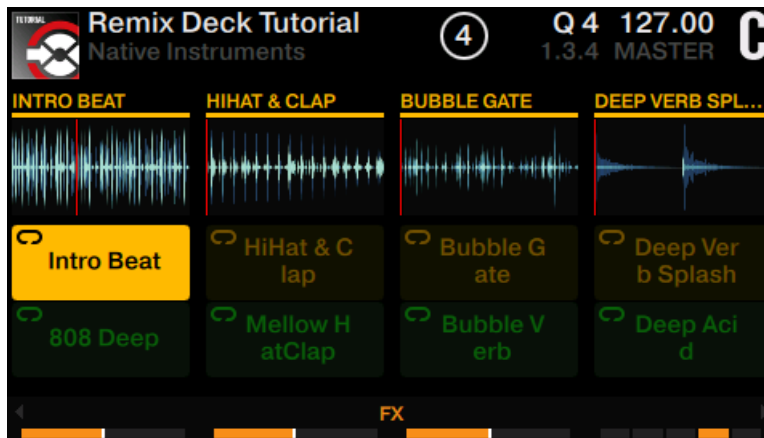 TUTORIAL
Remix Deck Tutorial
Native Instruments
4
Q 4 127.00
1.3.4 MASTER
C
INTRO BEAT
HIHAT & CLAP
BUBBLE GATE
DEEP VERB SPL...
Intro Beat
HiHat & C
lap
Bubble G
ate
Deep Ver
b Splash
808 Deep
Mellow H
atClap
Bubble V
erb
Deep Aci
d
FX